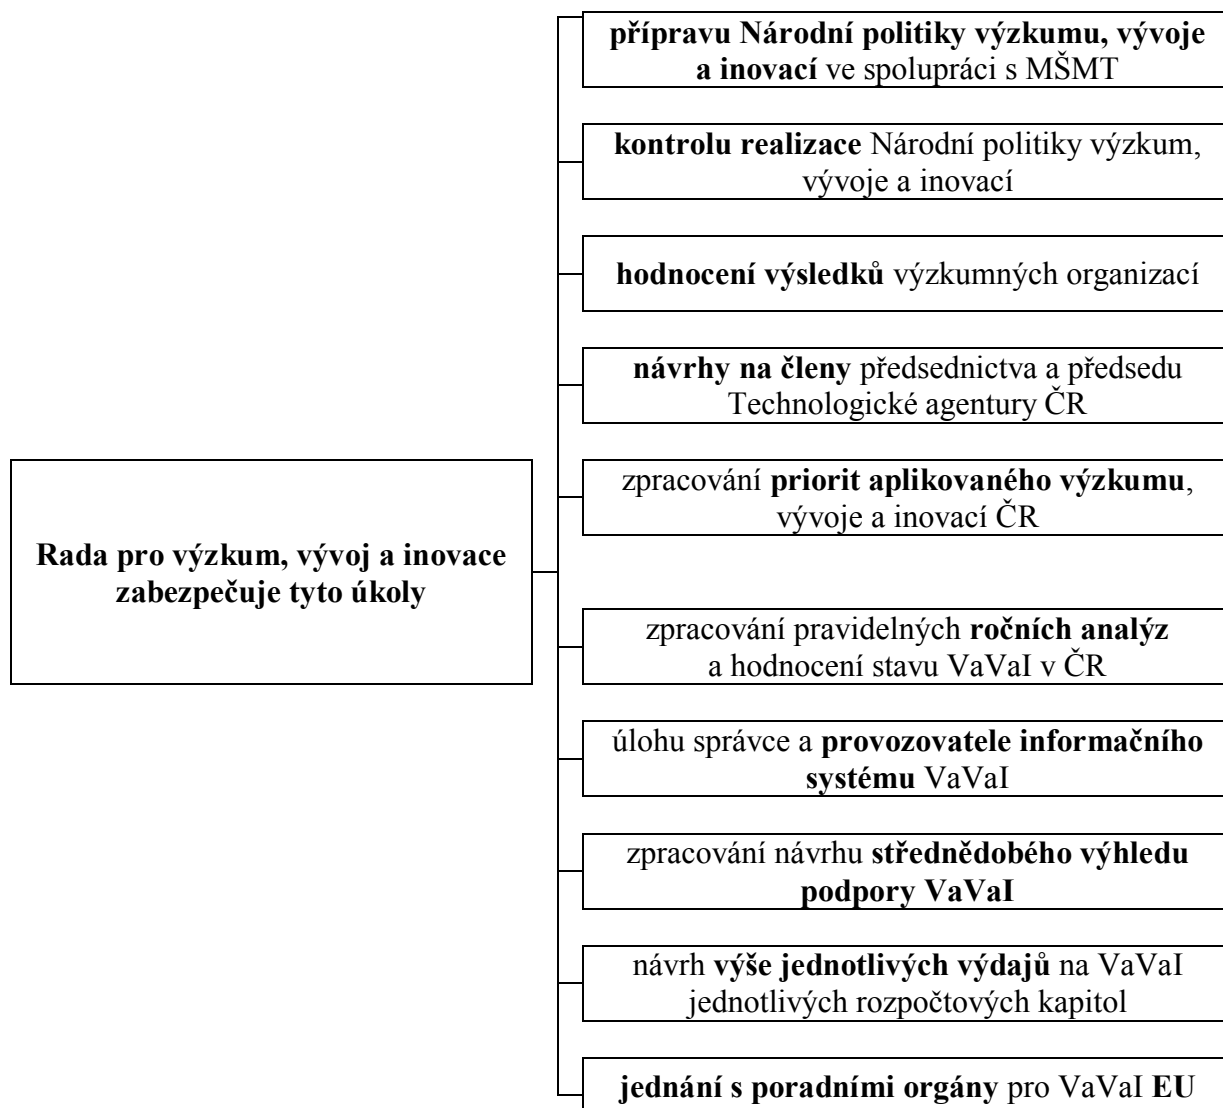 přípravu Národní politiky výzkumu, vývoje
a inovací ve spolupráci s MŠMT
kontrolu realizace Národní politiky výzkum,
vývoje a inovací
hodnocení výsledků výzkumných organizací
návrhy na členy předsednictva a předsedu
Technologické agentury ČR
zpracování priorit aplikovaného výzkumu,
vývoje a inovací ČR
Rada pro výzkum, vývoj a inovace
zabezpečuje tyto úkoly
zpracování pravidelných ročních analýz
a hodnocení stavu VaVaI v ČR
úlohu správce a provozovatele informačního
systému VaVaI
zpracování návrhu střednědobého výhledu
podpory VaVaI
návrh výše jednotlivých výdajů na VaVaI
jednotlivých rozpočtových kapitol
jednání s poradními orgány pro VaVaI EU